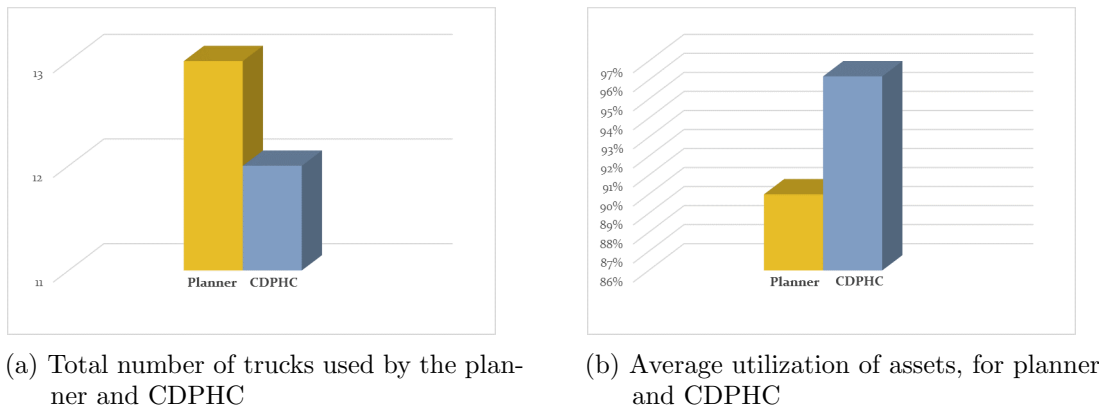 13
12
11
Planner CDPHC
(a) Total number of trucks used by the plan-
ner and CDPHC
97%
96%
95%
94%
93%
92%
91%
90%
89%
88%
87%
86%
Planner CDPHC
(b) Average utilization of assets, for planner
and CDPHC